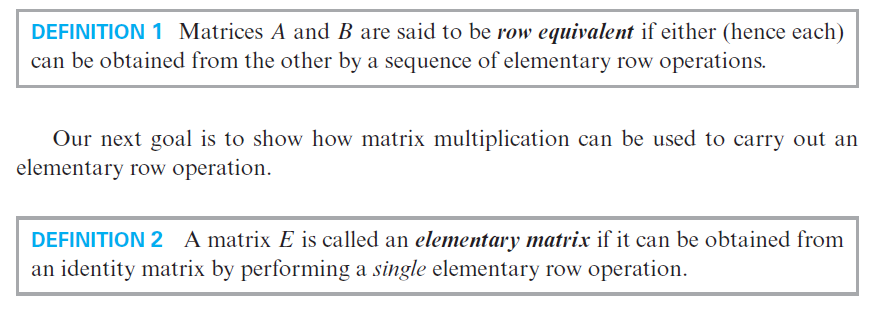 DEFINITION 1 Matrices A and B are said to be row equivalent if either (hence each)
can be obtained from the other by a sequence of elementary row operations.
Our next goal is to show how matrix multiplication can be used to carry out an
elementary row operation.
DEFINITION 2 A matrix E is called an elementary matrix if it can be obtained from
an identity matrix by performing a single elementary row operation.